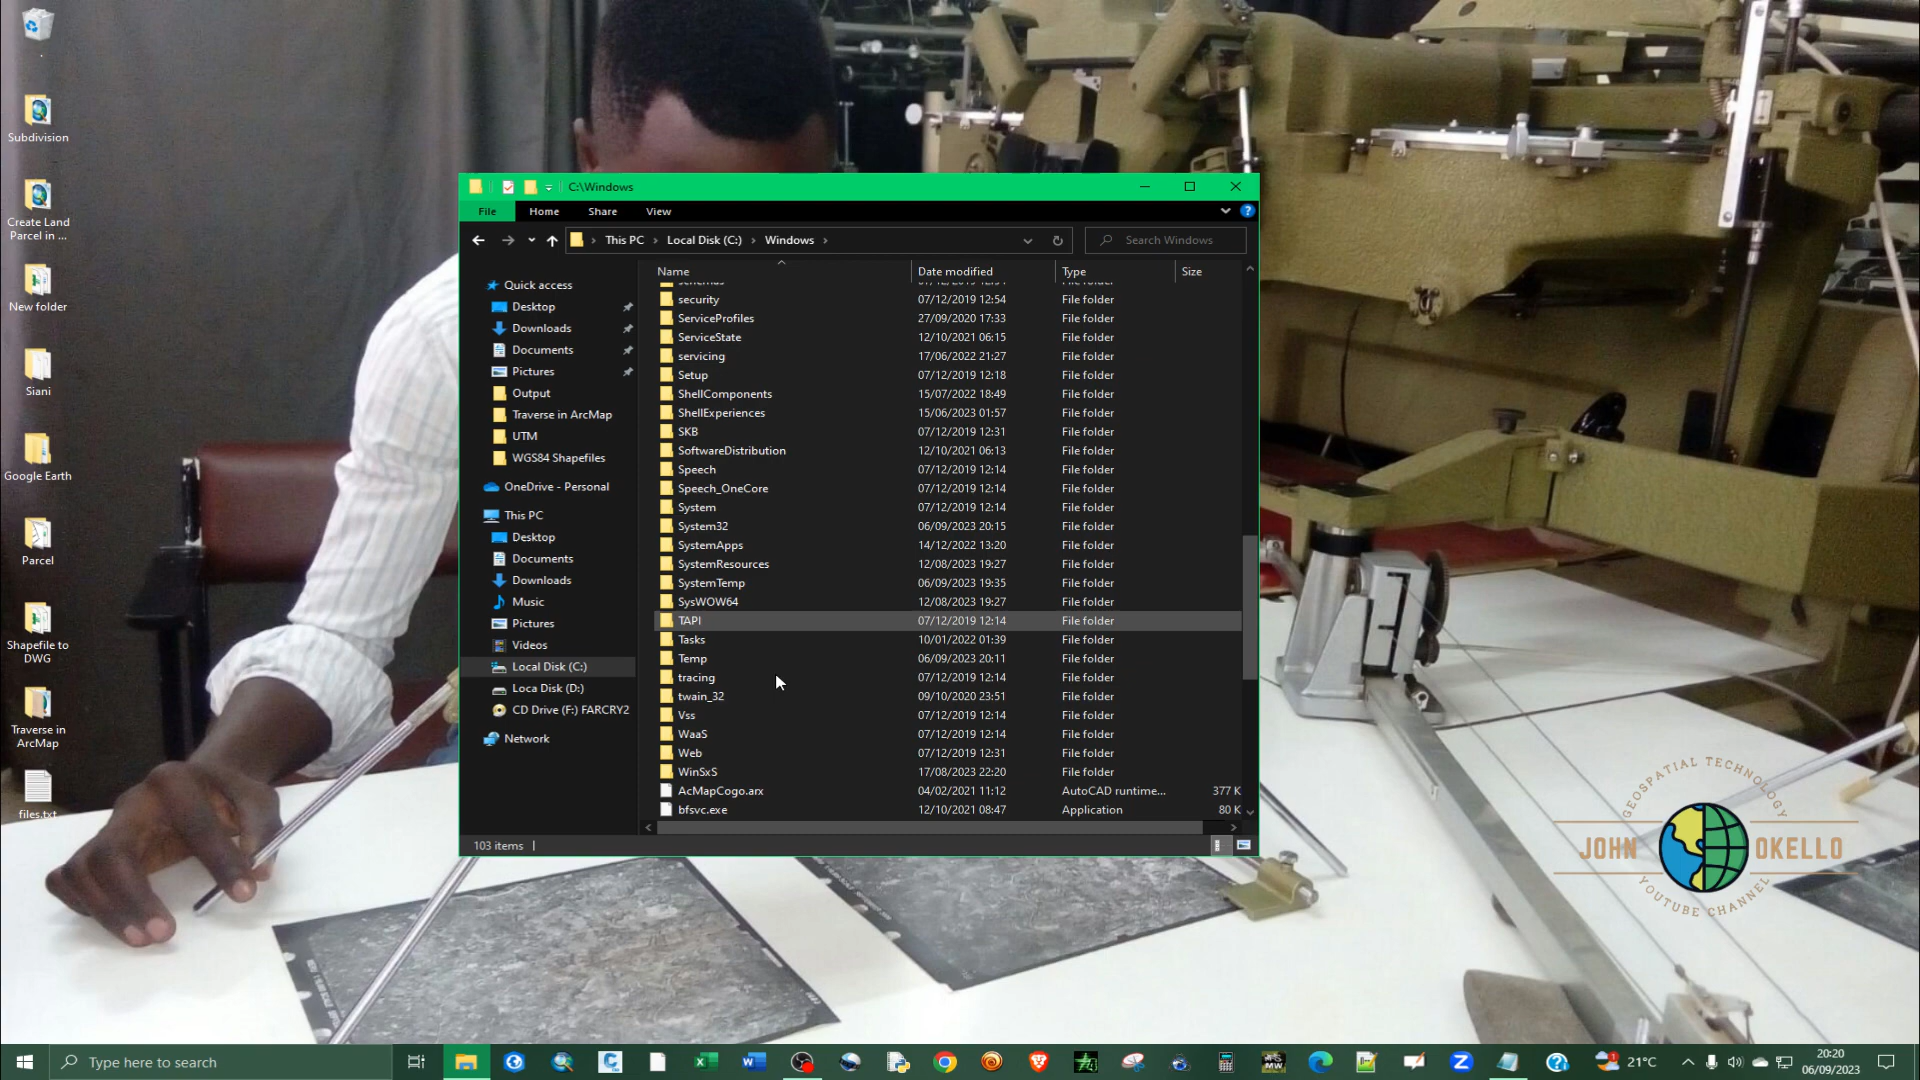 .
Subdivision
Create Land
Parcel in ...
New folder
Siani
Google Earth
Parcel
Shapefile to
DWG
Traverse in
ArcMap
files.txt
C:\Windows
File Home Share View
This PC Local Disk (C:) Windows
Search Windows
Quick access
Desktop
Downloads
Documents
Pictures
Output
Traverse in ArcMap
UTM
WGS84 Shapefiles
OneDrive - Personal
This PC
Desktop
Documents
Downloads
Music
Pictures
Videos
Local Disk (C:)
Loca Disk (D:)
CD Drive (F:) FARCRY2
Network
Name Date modified Type Size
security 07/12/2019 12:54 File folder
ServiceProfiles 27/09/2020 17:33 File folder
ServiceState 12/10/2021 06:15 File folder
servicing 17/06/2022 21:27 File folder
Setup 07/12/2019 12:18 File folder
ShellComponents 15/07/2022 18:49 File folder
ShellExperiences 15/06/2023 01:57 File folder
SKB 07/12/2019 12:31 File folder
SoftwareDistribution 12/10/2021 06:13 File folder
Speech 07/12/2019 12:14 File folder
Speech_OneCore 07/12/2019 12:14 File folder
System 07/12/2019 12:14 File folder
System32 06/09/2023 20:15 File folder
SystemApps 14/12/2022 13:20 File folder
SystemResources 12/08/2023 19:27 File folder
SystemTemp 06/09/2023 19:35 File folder
SysWOW64 12/08/2023 19:27 File folder
TAPI 07/12/2019 12:14 File folder
Tasks 10/01/2022 01:39 File folder
Temp 06/09/2023 20:11 File folder
tracing 07/12/2019 12:14 File folder
twain_32 09/10/2020 23:51 File folder
Vss 07/12/2019 12:14 File folder
WaaS 07/12/2019 12:14 File folder
Web 07/12/2019 12:31 File folder
WinSxS 17/08/2023 22:20 File folder
AcMapCogo.arx 04/02/2021 11:12 AutoCAD runtime... 377 K
bfsvc.exe 12/10/2021 08:47 Application 80 K
103 items
GEOSPATIAL TECHNOLOGY
JOHN OKELLO
YOUTUBE CHANNEL
Type here to search
21°C
20:20
06/09/2023